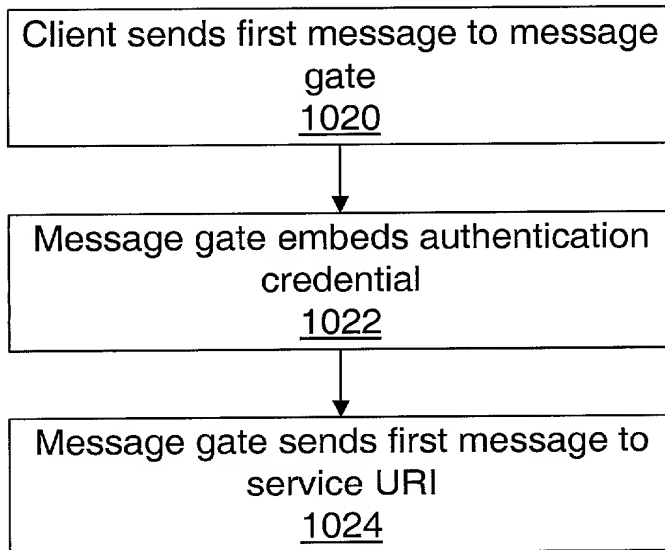 Client sends first message to message
gate
1020
Message gate embeds authentication
credential
1022
Message gate sends first message to
service URI
1024